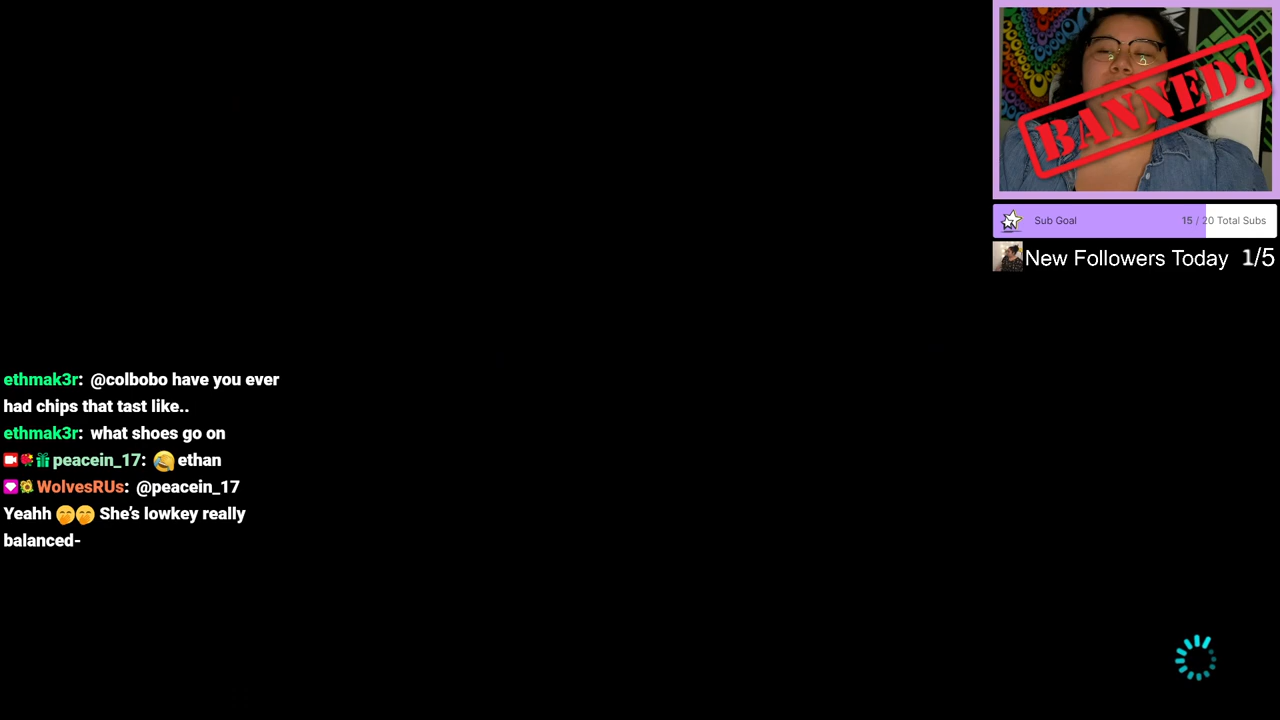 BANNED!
Sub Goal 15 / 20 Total Subs
New Followers Today 1/5
ethmak3r: @colbobo have you ever
had chips that tast like..
ethmak3r: what shoes go on
peacein_17: 🤣 ethan
WolvesRUs: @peacein_17
Yeahh 🤭🤭 She’s lowkey really
balanced-